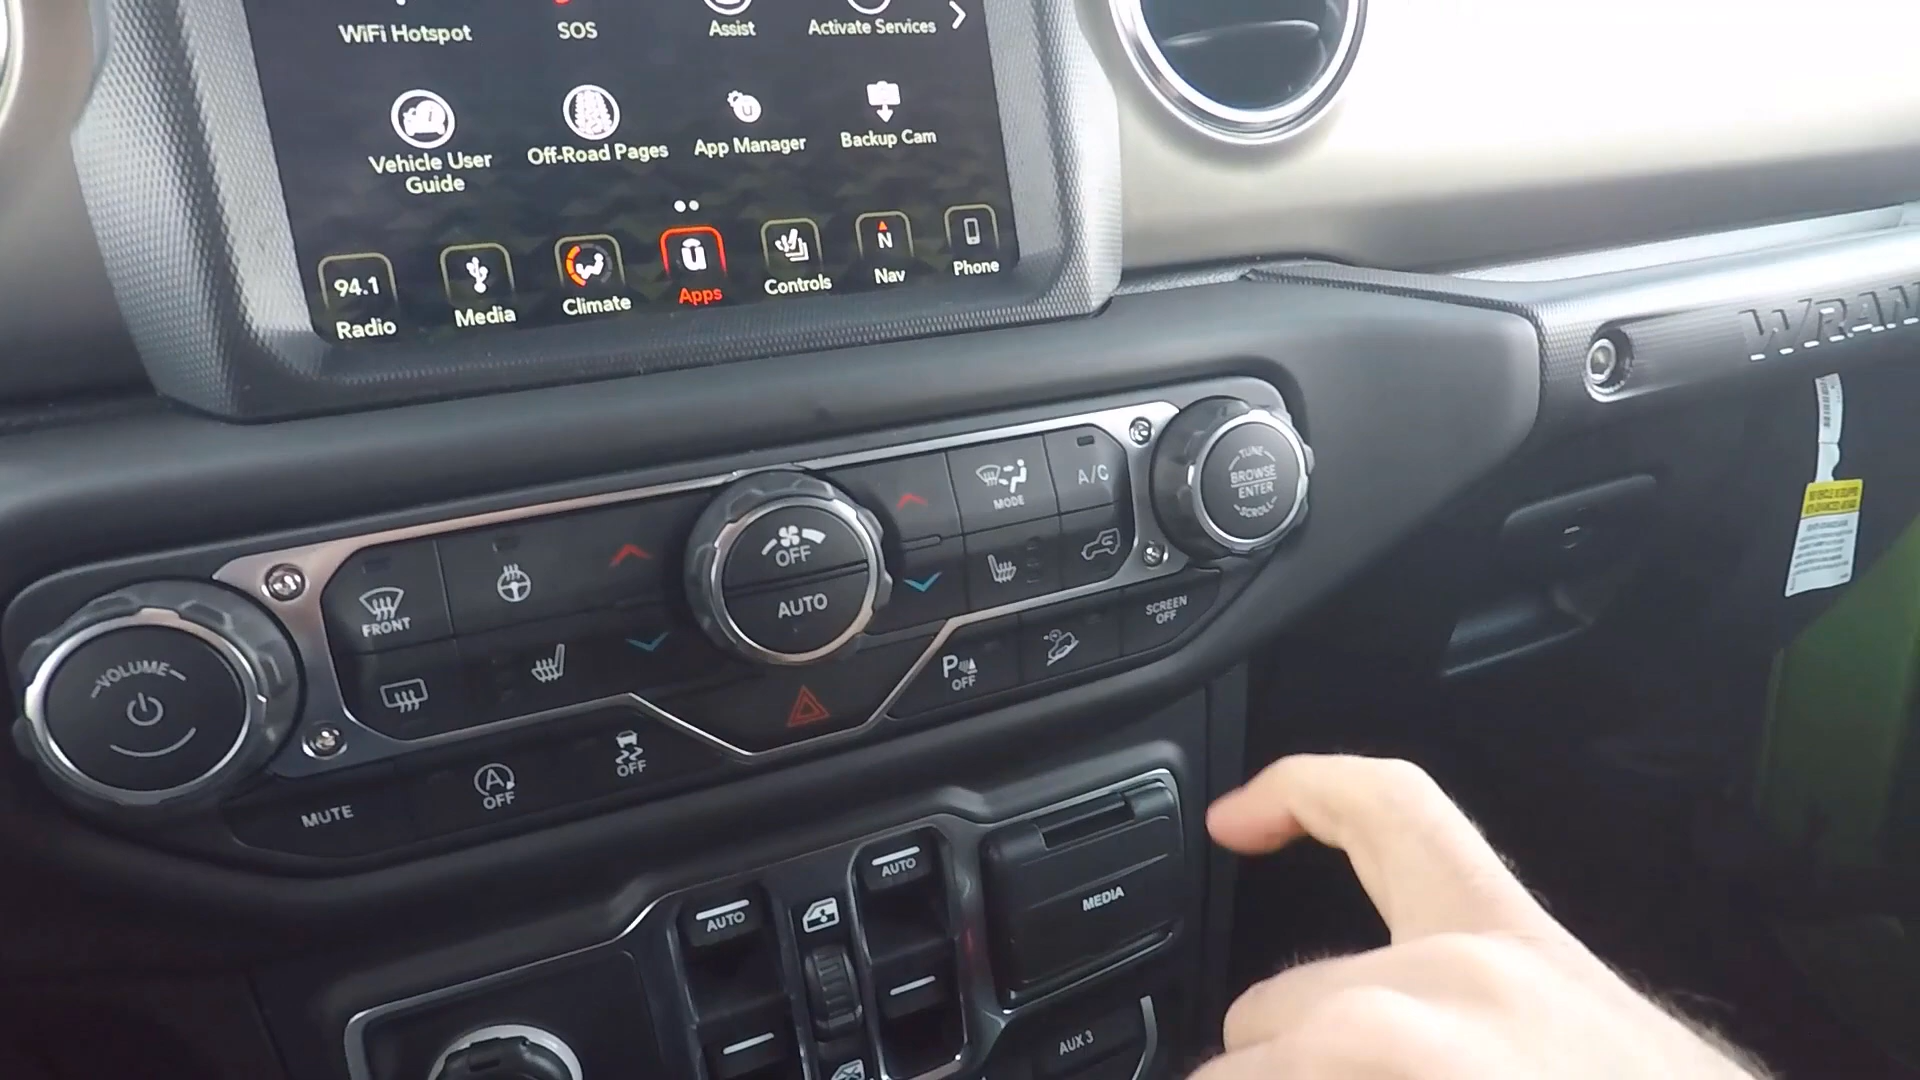 WiFi Hotspot
SOS
Assist
Activate Services
Vehicle User
Guide
Off-Road Pages
App Manager
Backup Cam
94.1
Radio
Media
Climate
Apps
Controls
N
Nav
Phone
MODE
A/C
TUNE
BROWSE
ENTER
SCROLL
OFF
AUTO
FRONT
VOLUME
P
OFF
SCREEN
OFF
MUTE
A
OFF
OFF
AUTO
AUTO
MEDIA
AUX 3